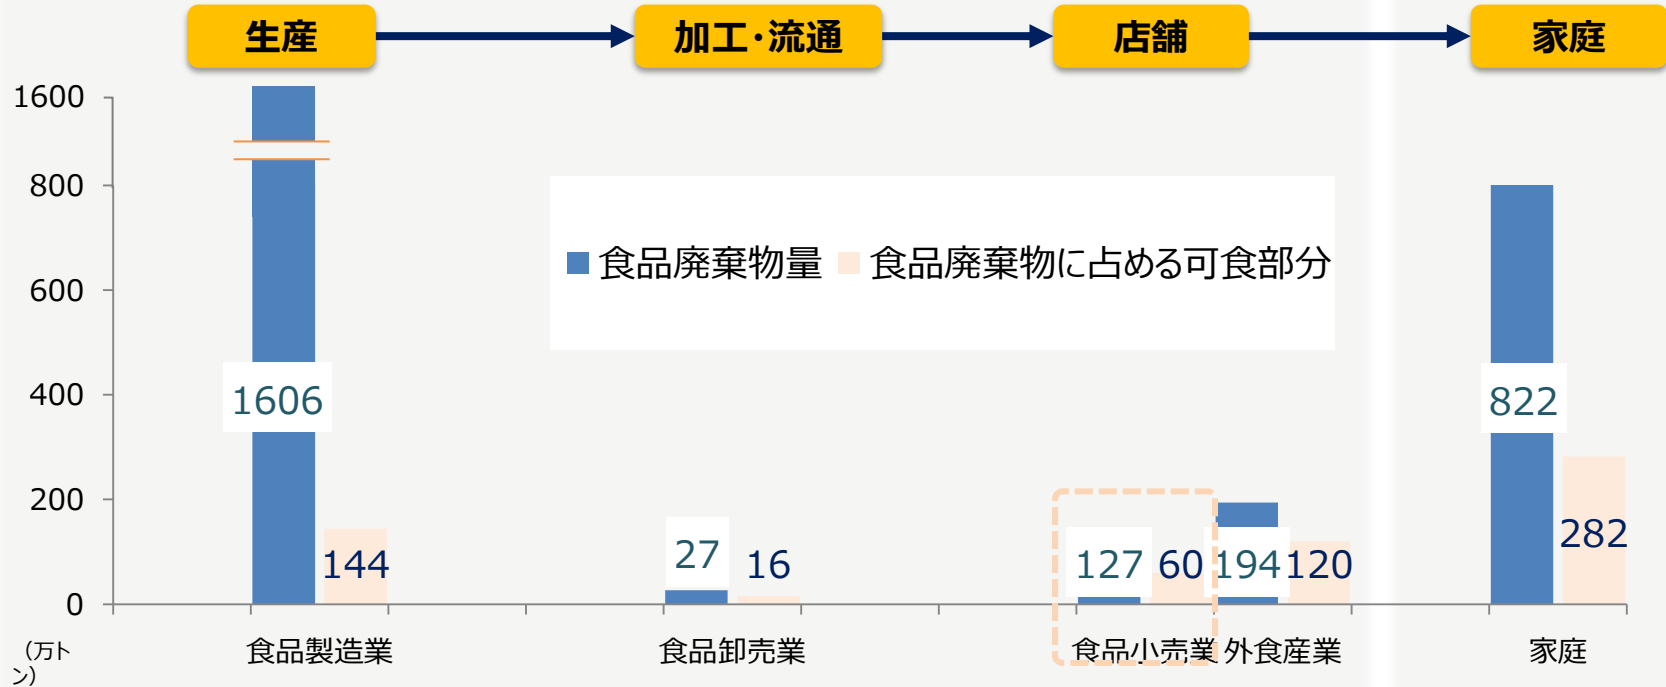 生産
加工・流通
店舗
家庭
1600
800
600
400
200
0
(万ト
ン)
食品廃棄物量
食品廃棄物に占める可食部分
1606
144
27
16
127
60
194
120
822
282
食品製造業
食品卸売業
食品小売業
外食産業
家庭